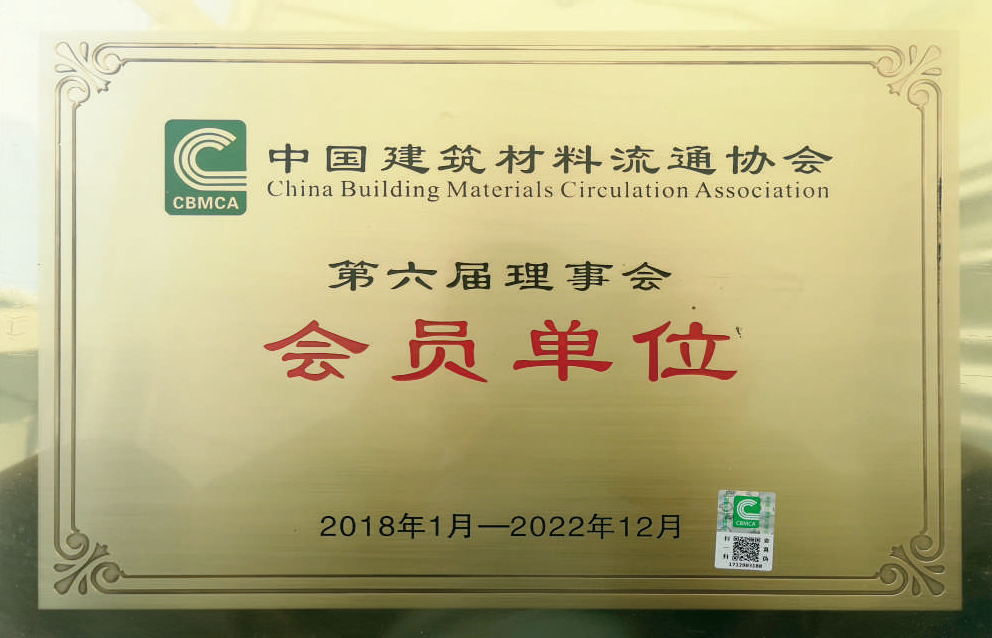 中国建筑材料流通协会
China Building Materials Circulation Association
CBMCA
第六届理事会
会员单位
2018年1月—2022年12月
CBMCA